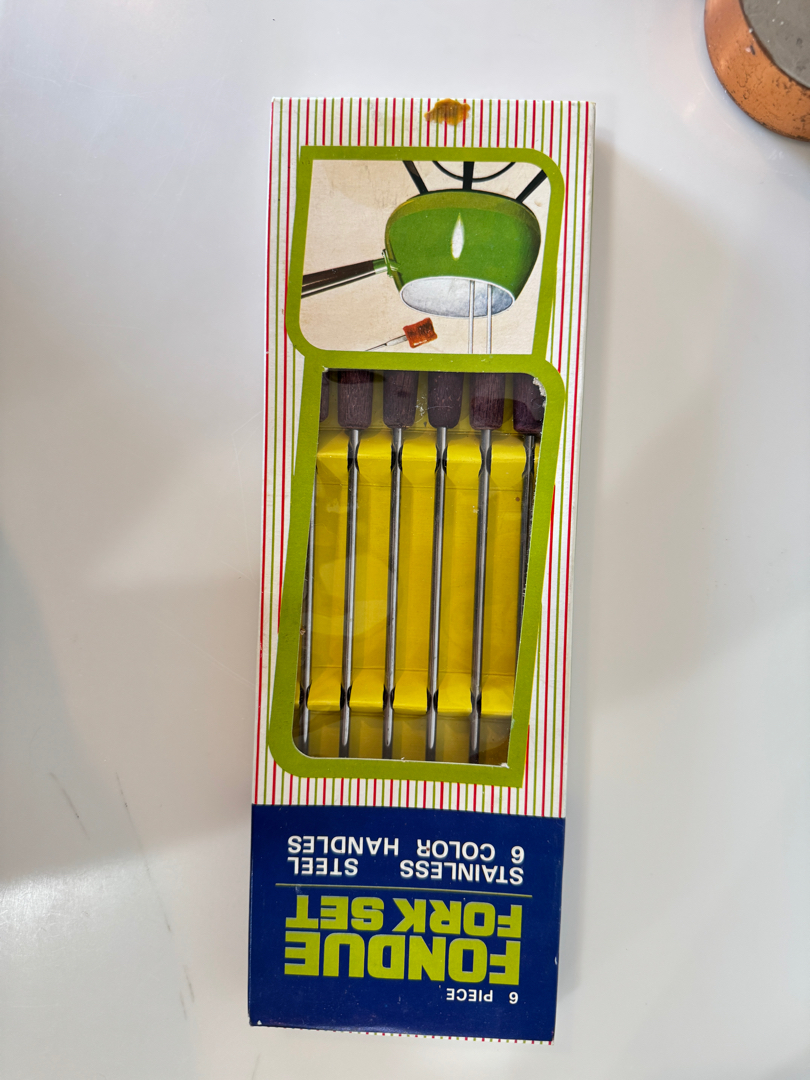 6 PIECE
FONDUE
FORK SET
STAINLESS STEEL
6 COLOR HANDLES